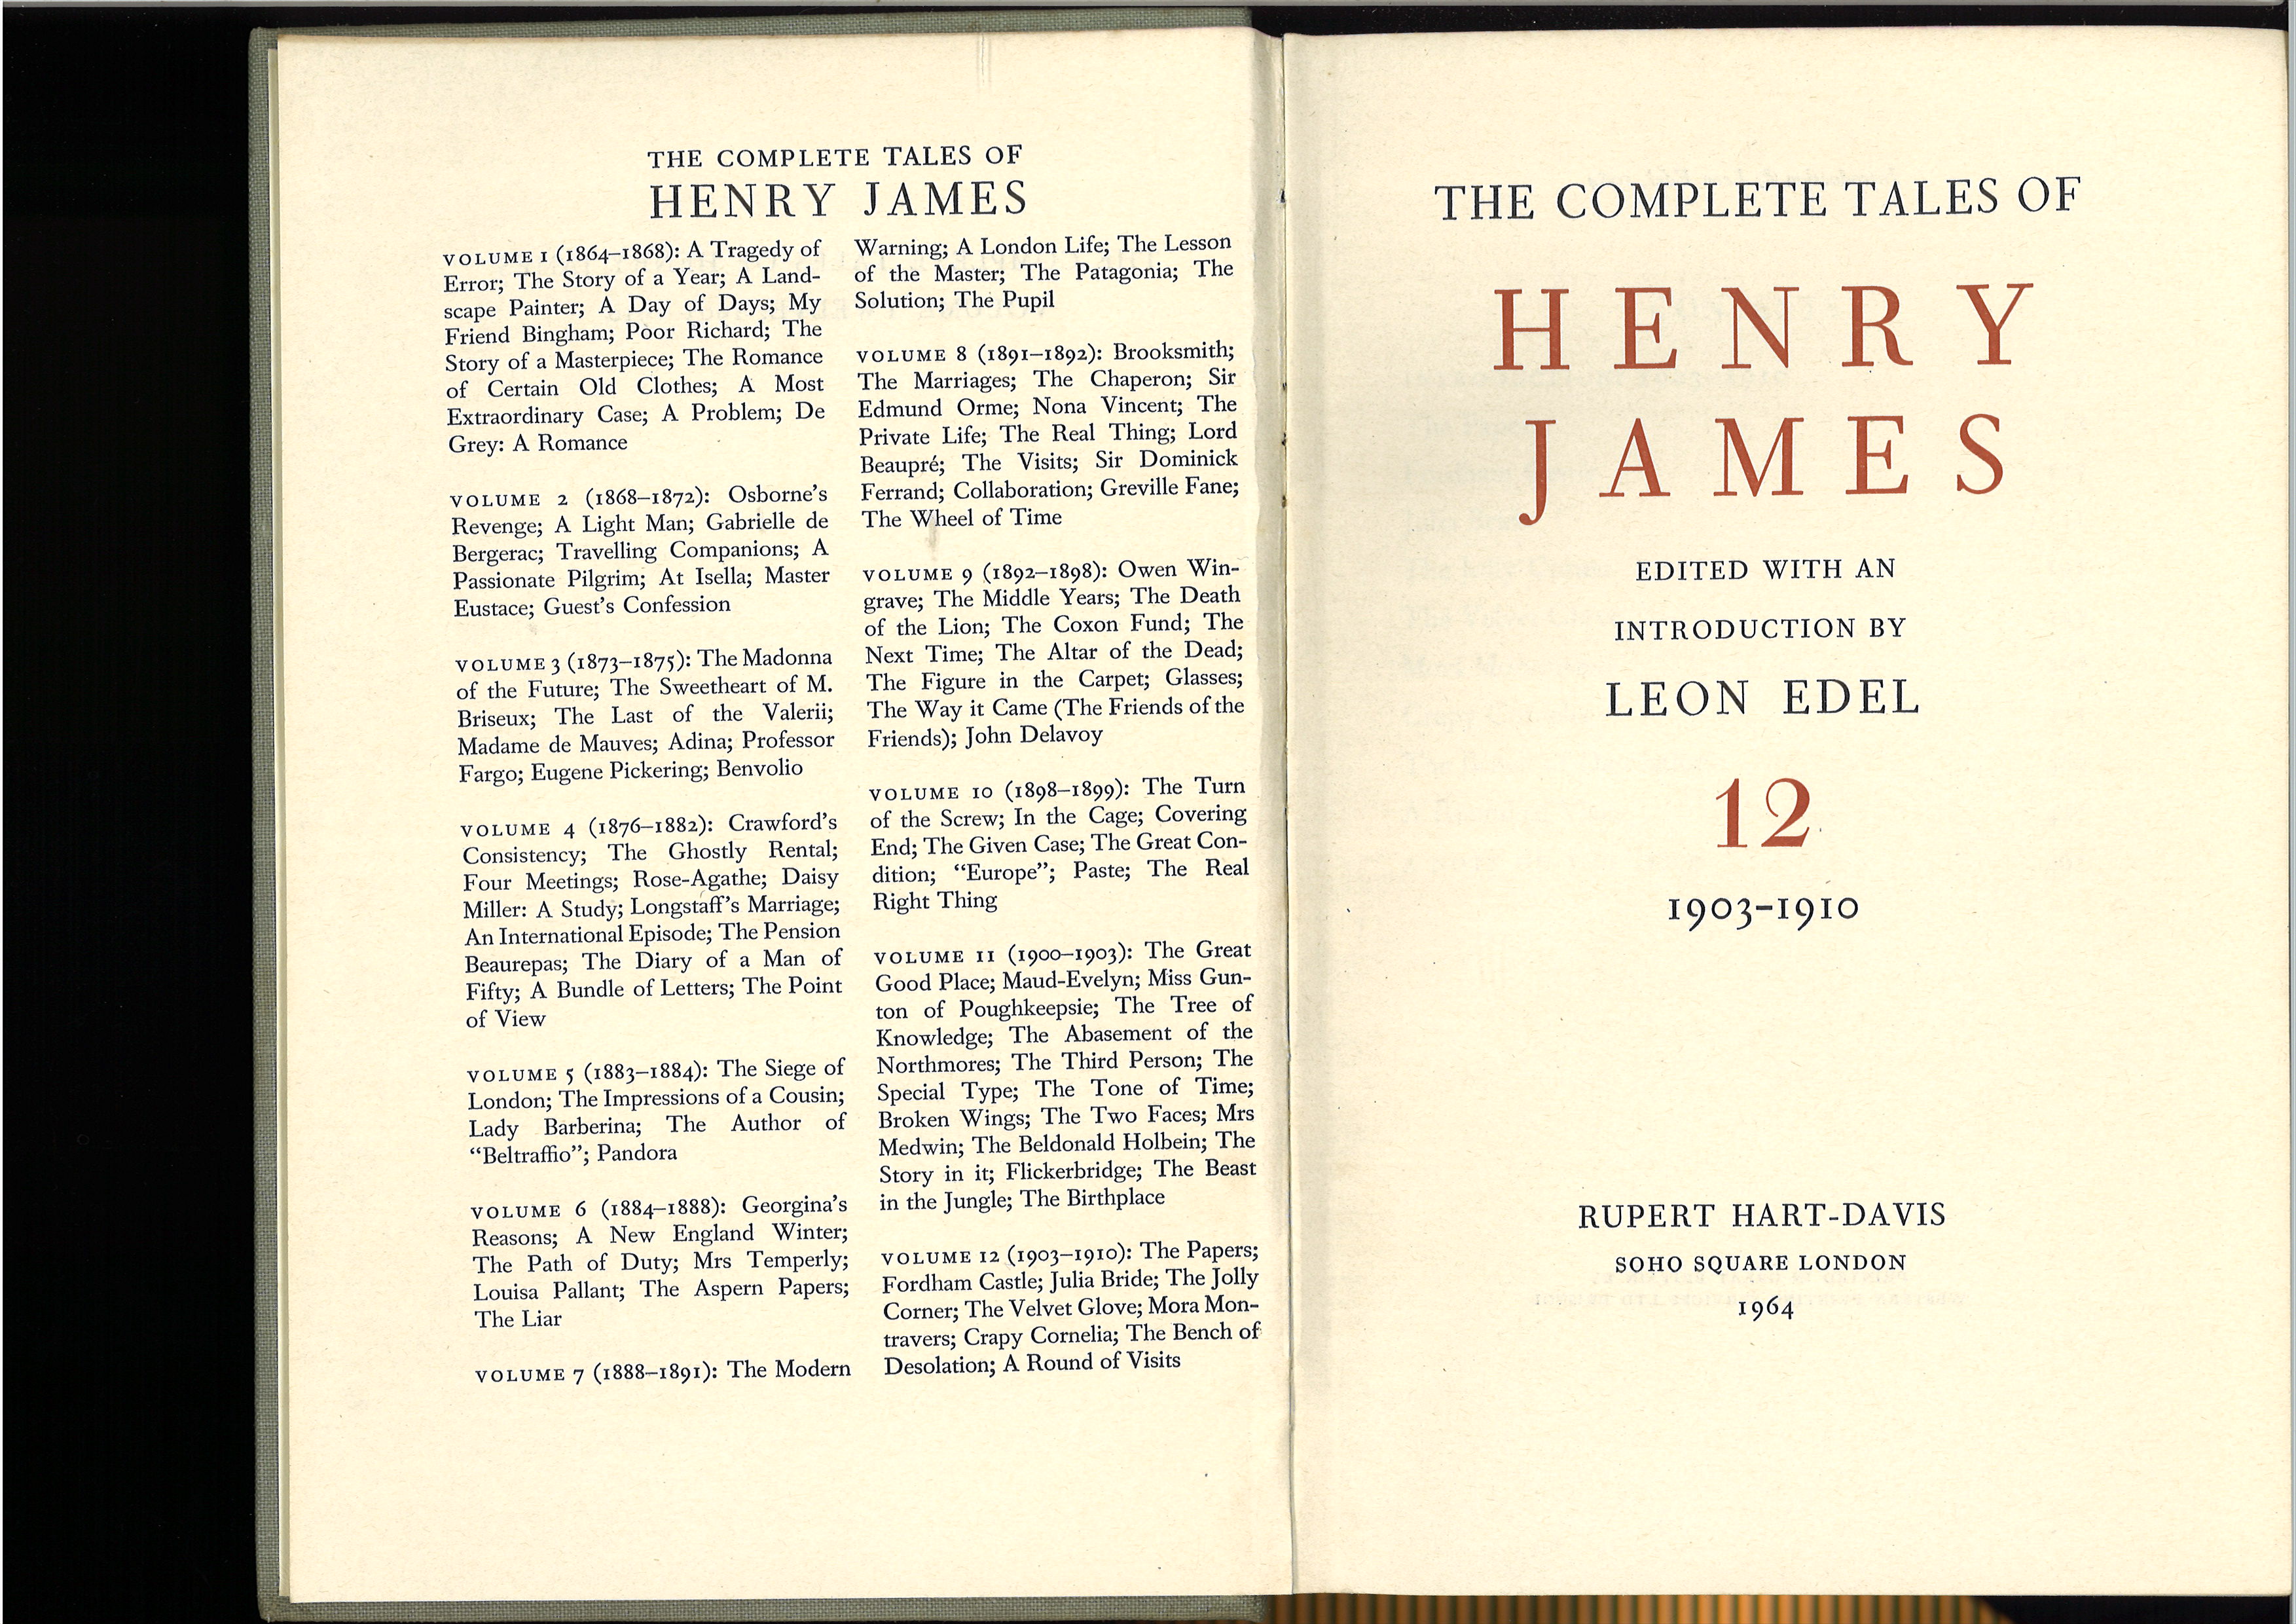 THE COMPLETE TALES OF
HENRY JAMES
VOLUME 1 (1864–1868): A Tragedy of
Error; The Story of a Year; A Land-
scape Painter; A Day of Days; My
Friend Bingham; Poor Richard; The
Story of a Masterpiece; The Romance
of Certain Old Clothes; A Most
Extraordinary Case; A Problem; De
Grey: A Romance
VOLUME 2 (1868–1872): Osborne's
Revenge; A Light Man; Gabrielle de
Bergerac; Travelling Companions; A
Passionate Pilgrim; At Isella; Master
Eustace; Guest's Confession
VOLUME 3 (1873–1875): The Madonna
of the Future; The Sweetheart of M.
Briseux; The Last of the Valerii;
Madame de Mauves; Adina; Professor
Fargo; Eugene Pickering; Benvolio
VOLUME 4 (1876–1882): Crawford's
Consistency; The Ghostly Rental;
Four Meetings; Rose-Agathe; Daisy
Miller: A Study; Longstaff's Marriage;
An International Episode; The Pension
Beaurepas; The Diary of a Man of
Fifty; A Bundle of Letters; The Point
of View
VOLUME 5 (1883–1884): The Siege of
London; The Impressions of a Cousin;
Lady Barberina; The Author of
“Beltraffio”; Pandora
VOLUME 6 (1884–1888): Georgina's
Reasons; A New England Winter;
The Path of Duty; Mrs Temperly;
Louisa Pallant; The Aspern Papers;
The Liar
VOLUME 7 (1888–1891): The Modern
Warning; A London Life; The Lesson
of the Master; The Patagonia; The
Solution; The Pupil
VOLUME 8 (1891–1892): Brooksmith;
The Marriages; The Chaperon; Sir
Edmund Orme; Nona Vincent; The
Private Life; The Real Thing; Lord
Beaupré; The Visits; Sir Dominick
Ferrand; Collaboration; Greville Fane;
The Wheel of Time
VOLUME 9 (1892–1898): Owen Win-
grave; The Middle Years; The Death
of the Lion; The Coxon Fund; The
Next Time; The Altar of the Dead;
The Figure in the Carpet; Glasses;
The Way it Came (The Friends of the
Friends); John Delavoy
VOLUME 10 (1898–1899): The Turn
of the Screw; In the Cage; Covering
End; The Given Case; The Great Con-
dition; “Europe”; Paste; The Real
Right Thing
VOLUME 11 (1900–1903): The Great
Good Place; Maud-Evelyn; Miss Gun-
ton of Poughkeepsie; The Tree of
Knowledge; The Abasement of the
Northmores; The Third Person; The
Special Type; The Tone of Time;
Broken Wings; The Two Faces; Mrs
Medwin; The Beldonald Holbein; The
Story in it; Flickerbridge; The Beast
in the Jungle; The Birthplace
VOLUME 12 (1903–1910): The Papers;
Fordham Castle; Julia Bride; The Jolly
Corner; The Velvet Glove; Mora Mon-
travers; Crapy Cornelia; The Bench of
Desolation; A Round of Visits
THE COMPLETE TALES OF
HENRY
JAMES
EDITED WITH AN
INTRODUCTION BY
LEON EDEL
12
1903–1910
RUPERT HART-DAVIS
SOHO SQUARE LONDON
1964